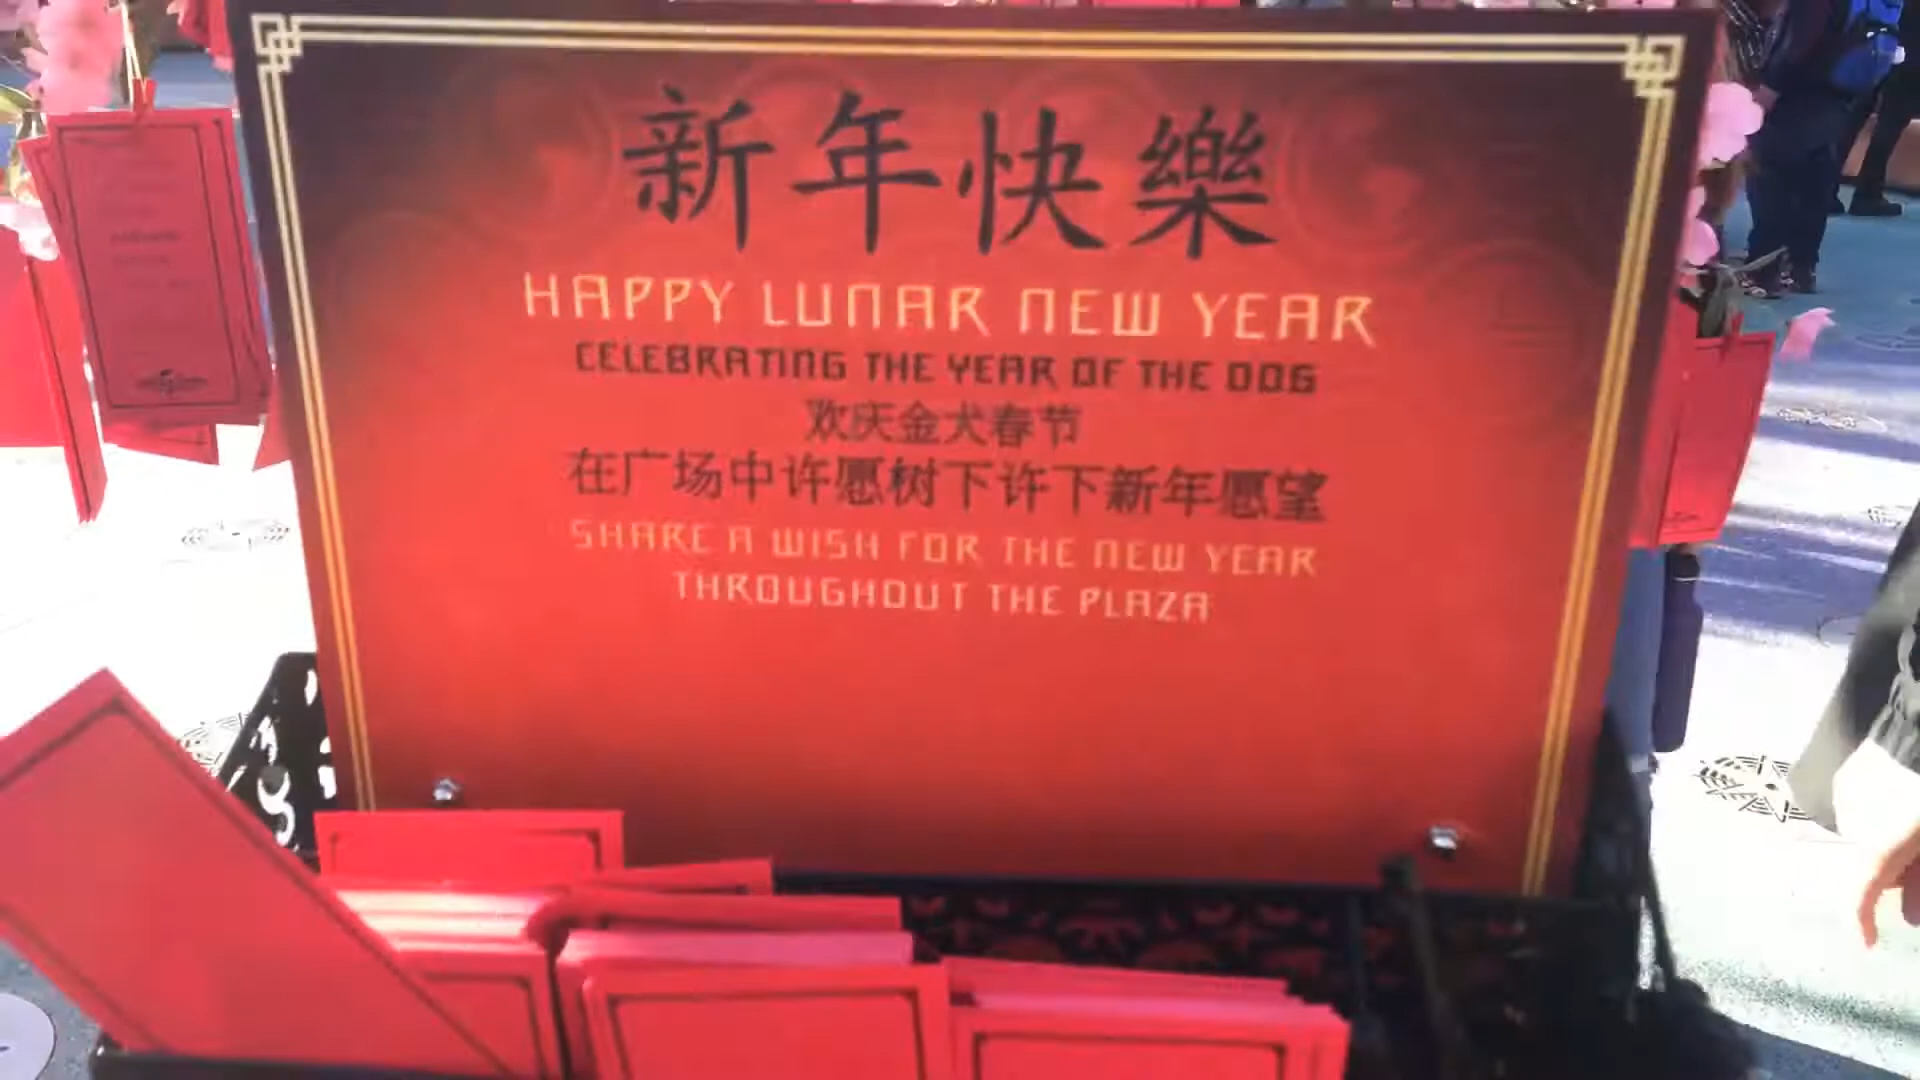 新年快樂
HAPPY LUNAR NEW YEAR
CELEBRATING THE YEAR OF THE DOG
欢庆金犬春节
在广场中许愿树下许下新年愿望
SHARE A WISH FOR THE NEW YEAR
THROUGHOUT THE PLAZA